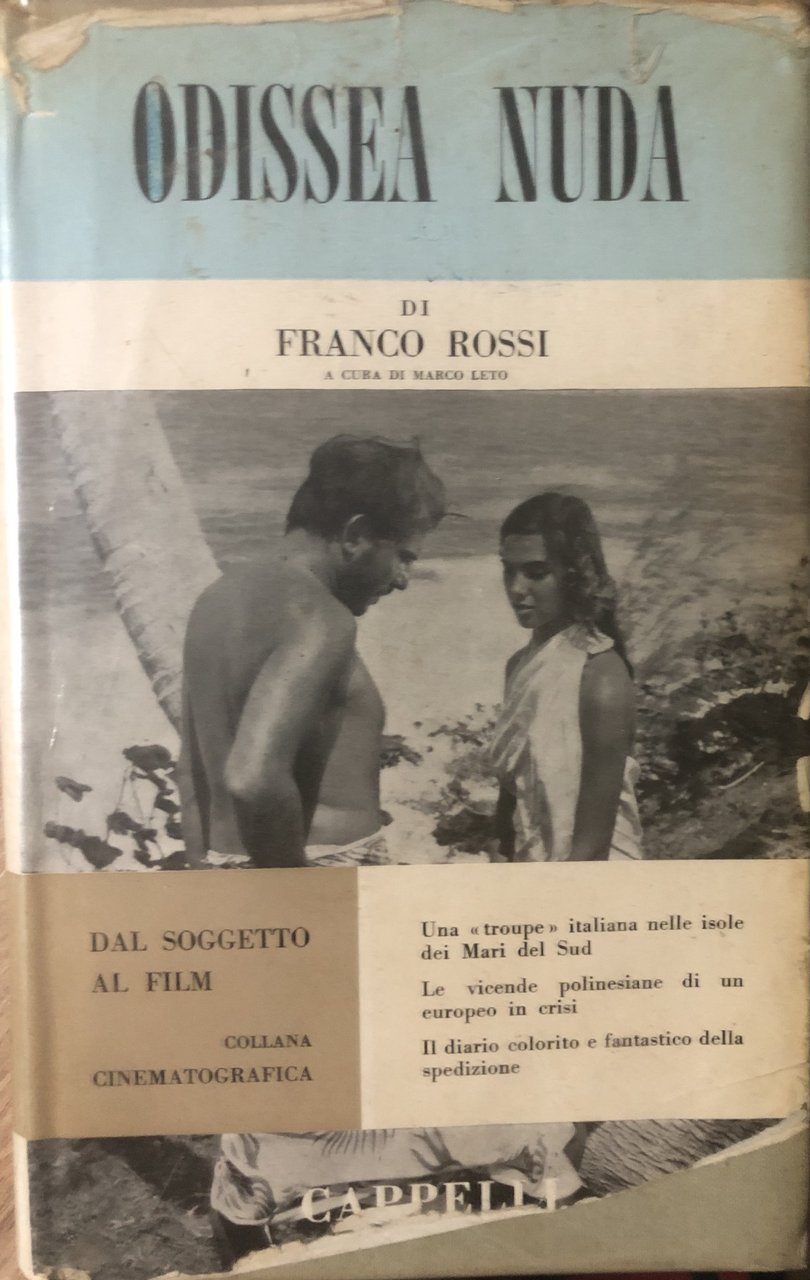 ODISSEA NUDA
DI
FRANCO ROSSI
A CURA DI MARCO LETO
DAL SOGGETTO
AL FILM
COLLANA
CINEMATOGRAFICA
Una «troupe» italiana nelle isole
dei Mari del Sud
Le vicende polinesiane di un
europeo in crisi
Il diario colorito e fantastico della
spedizione
CAPPELLI